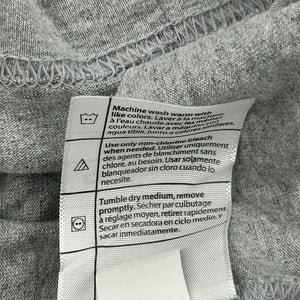 Machine wash warm with
like colors. Laver à la machine
à l'eau chaude avec les mêmes
couleurs. Lavar a máquina con
agua tibia, junto a colores similares.
Use only non-chlorine bleach
when needed. Utiliser uniquement
des agents de blanchiment sans
chlore, au besoin. Usar solamente
blanqueador sin cloro cuando lo
necesite.
Tumble dry medium, remove
promptly. Sécher par culbutage
à réglage moyen, retirer rapidement.
Secar en secadora en ciclo medio, y
sacar inmediatamente.